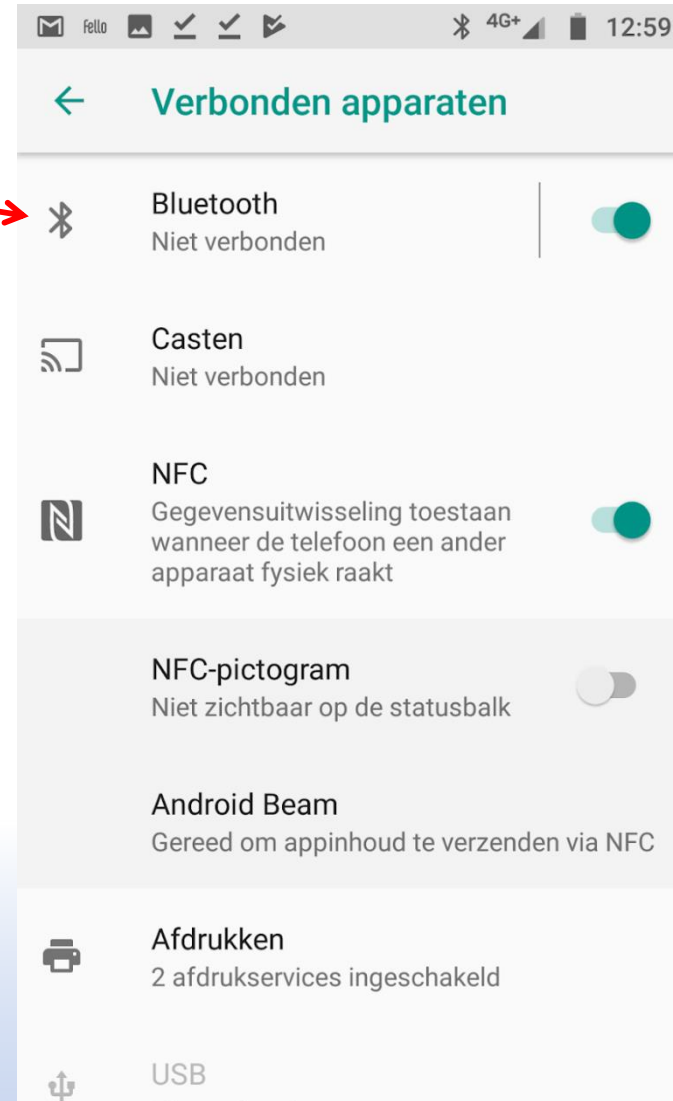 fello 4G+ 12:59
Verbonden apparaten
Bluetooth
Niet verbonden
Casten
Niet verbonden
NFC
Gegevensuitwisseling toestaan
wanneer de telefoon een ander
apparaat fysiek raakt
NFC-pictogram
Niet zichtbaar op de statusbalk
Android Beam
Gereed om appinhoud te verzenden via NFC
Afdrukken
2 afdrukservices ingeschakeld
USB